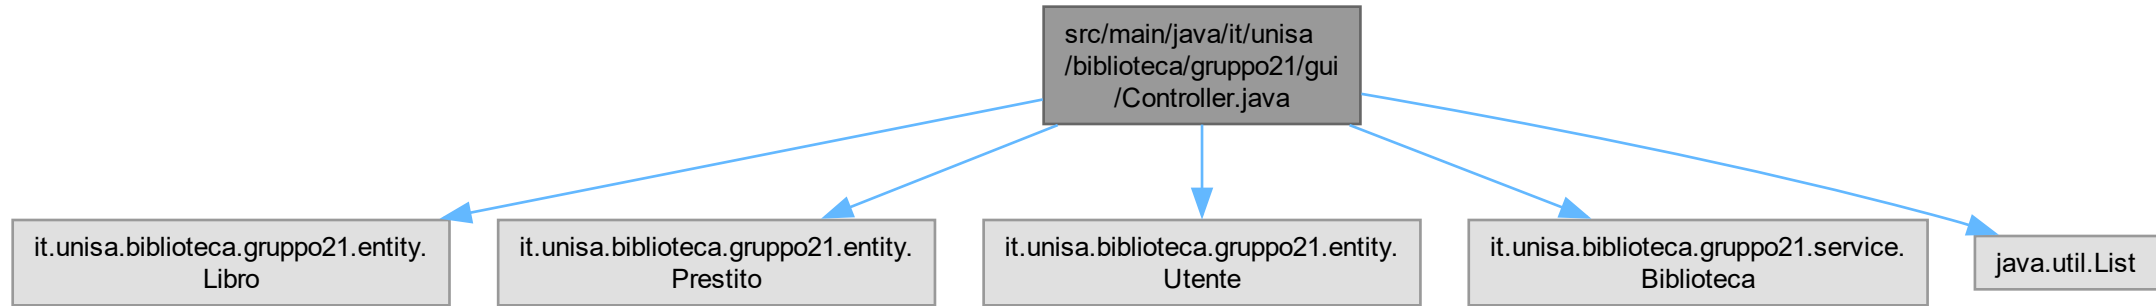 src/main/java/it/unisa
/biblioteca/gruppo21/gui
/Controller.java
it.unisa.biblioteca.gruppo21.entity.
Libro
it.unisa.biblioteca.gruppo21.entity.
Prestito
it.unisa.biblioteca.gruppo21.entity.
Utente
it.unisa.biblioteca.gruppo21.service.
Biblioteca
java.util.List